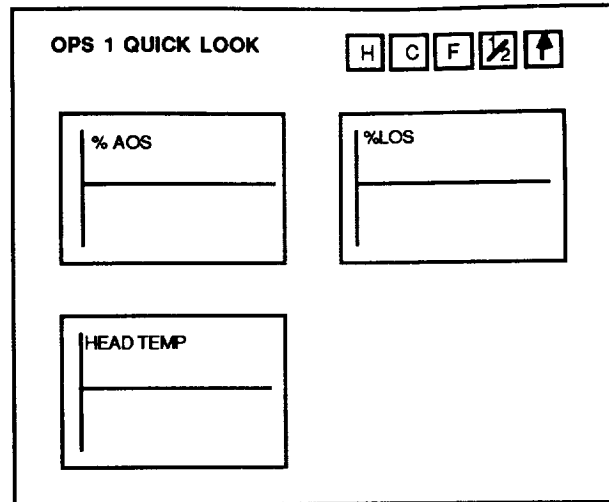 OPS 1 QUICK LOOK
H C F 1/2
% AOS
%LOS
HEAD TEMP